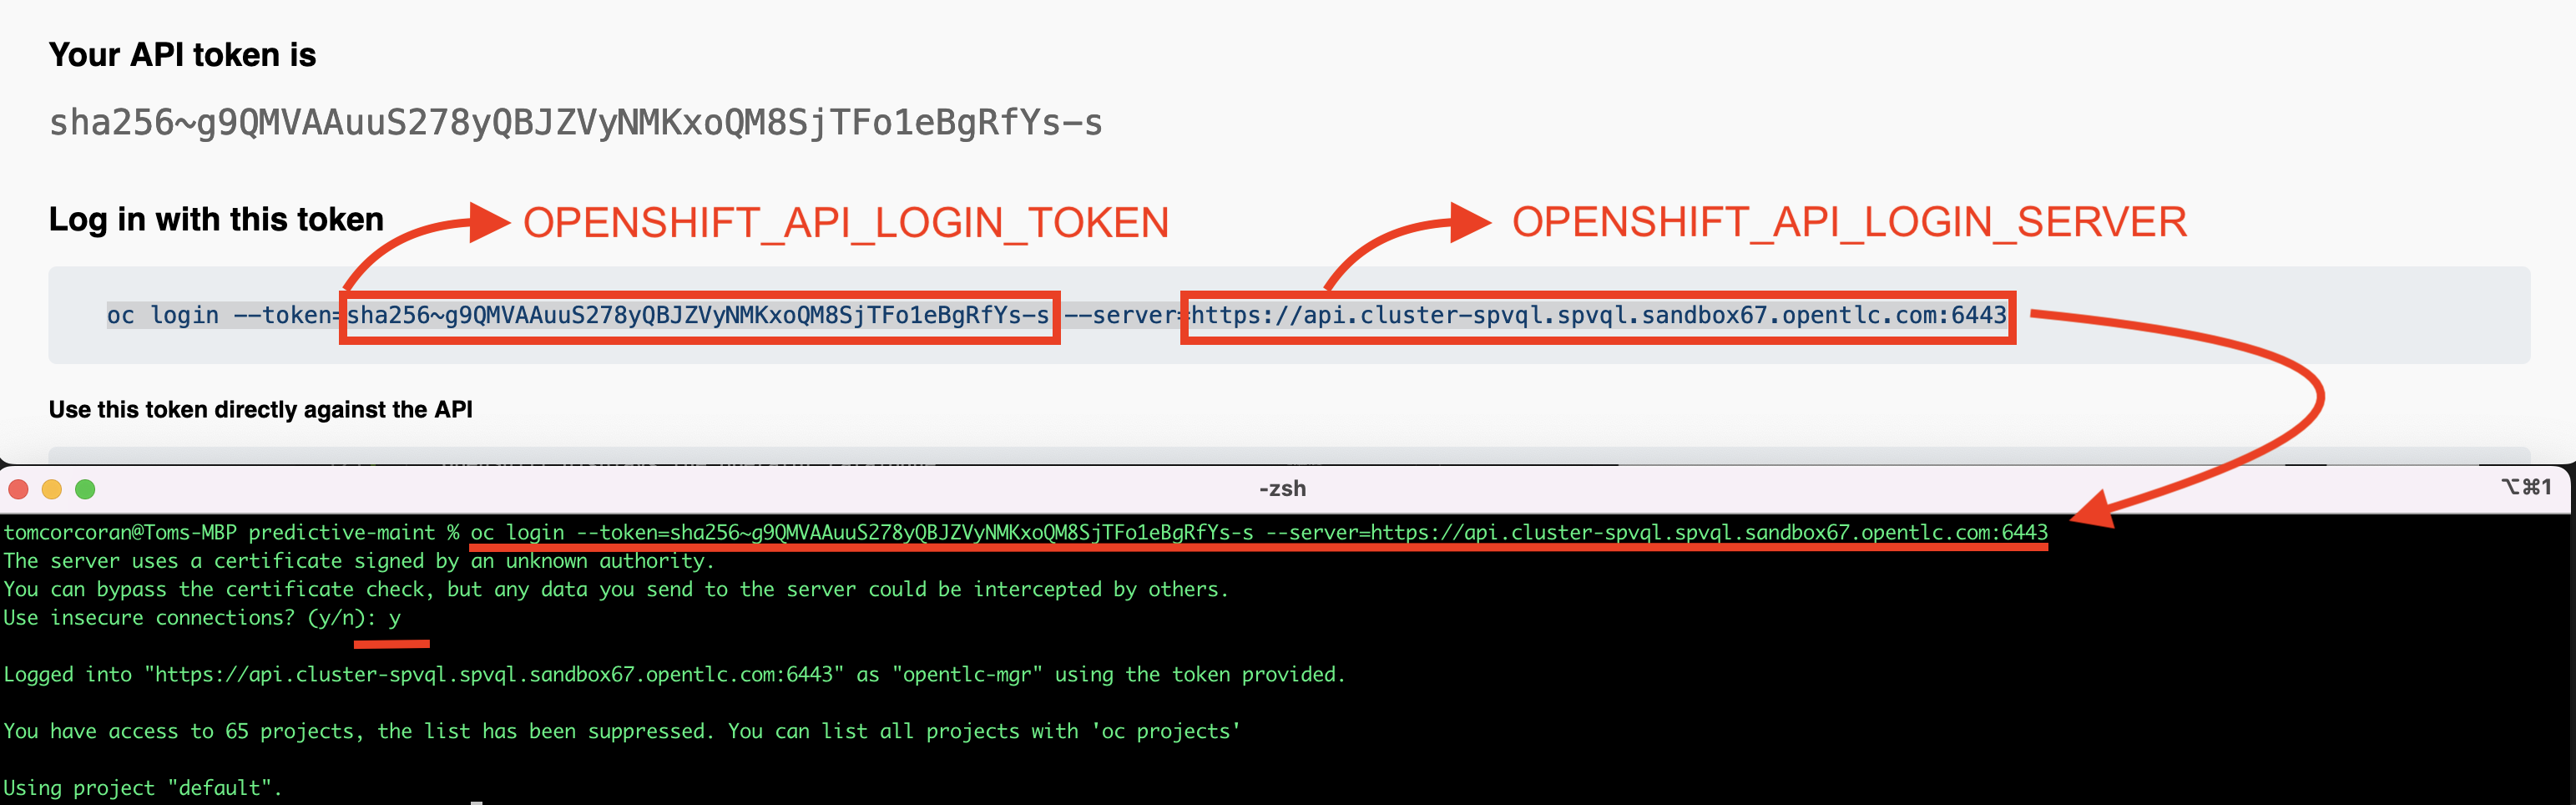 Your API token is
sha256~g9QMVAAuuS278yQBJZVyNMKxoQM8SjTFo1eBgRfYs-s
Log in with this token
OPENSHIFT_API_LOGIN_TOKEN
OPENSHIFT_API_LOGIN_SERVER
oc login --token=sha256~g9QMVAAuuS278yQBJZVyNMKxoQM8SjTFo1eBgRfYs-s --server=https://api.cluster-spvql.spvql.sandbox67.opentlc.com:6443
Use this token directly against the API
-zsh
⌥⌘1
tomcorcoran@Toms-MBP predictive-maint % oc login --token=sha256~g9QMVAAuuS278yQBJZVyNMKxoQM8SjTFo1eBgRfYs-s --server=https://api.cluster-spvql.spvql.sandbox67.opentlc.com:6443
The server uses a certificate signed by an unknown authority.
You can bypass the certificate check, but any data you send to the server could be intercepted by others.
Use insecure connections? (y/n): y
Logged into "https://api.cluster-spvql.spvql.sandbox67.opentlc.com:6443" as "opentlc-mgr" using the token provided.
You have access to 65 projects, the list has been suppressed. You can list all projects with 'oc projects'
Using project "default".